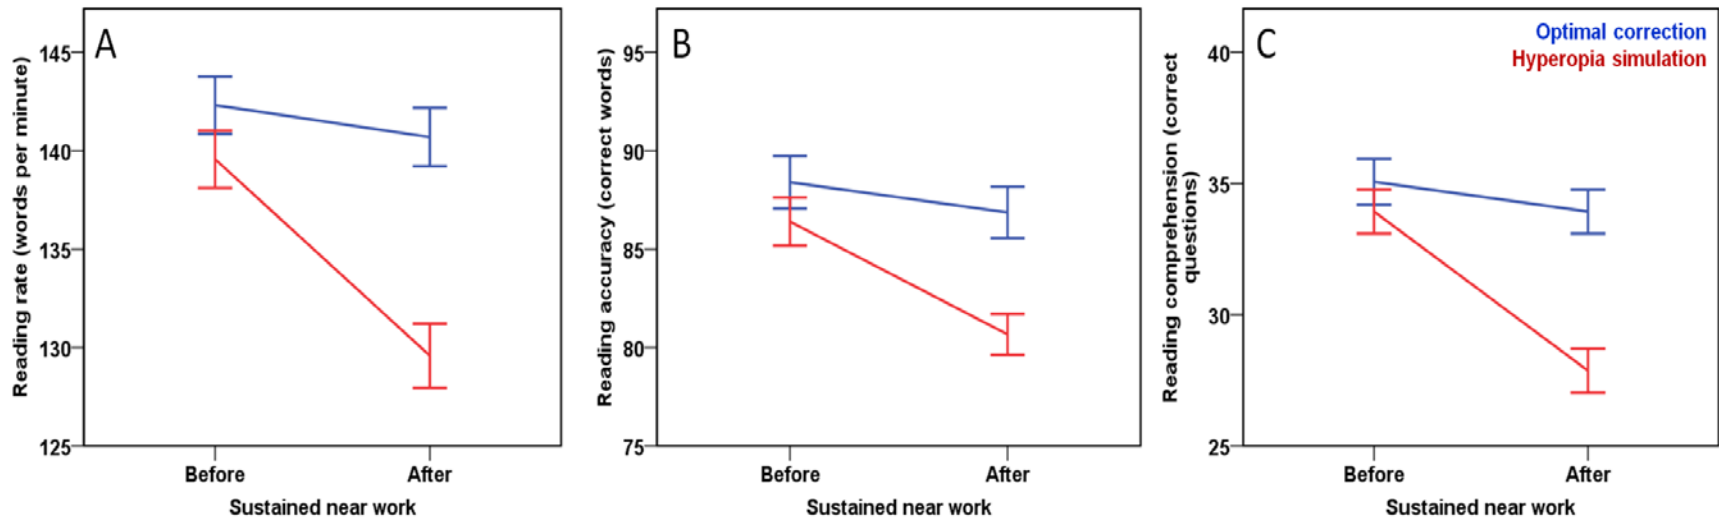 A
Reading rate (words per minute)
145
140
135
130
125
Before
After
Sustained near work
B
Reading accuracy (correct words)
95
90
85
80
75
Before
After
Sustained near work
C
Optimal correction
Hyperopia simulation
Reading comprehension (correct
questions)
40
35
30
25
Before
After
Sustained near work